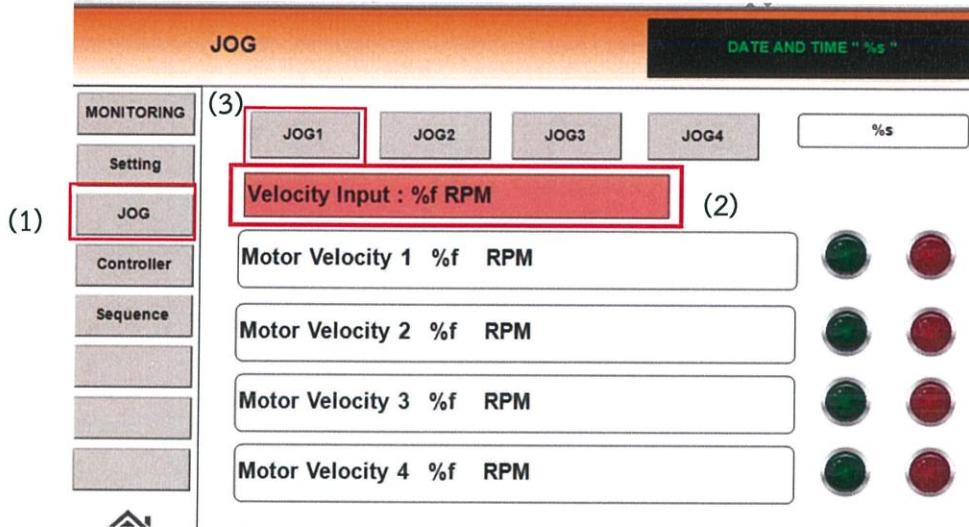 JOG
DATE AND TIME " %s "
MONITORING
(3)
JOG1
JOG2
JOG3
JOG4
%s
Setting
Velocity Input : %f RPM
(2)
(1)
JOG
Motor Velocity 1 %f RPM
Controller
Sequence
Motor Velocity 2 %f RPM
Motor Velocity 3 %f RPM
Motor Velocity 4 %f RPM